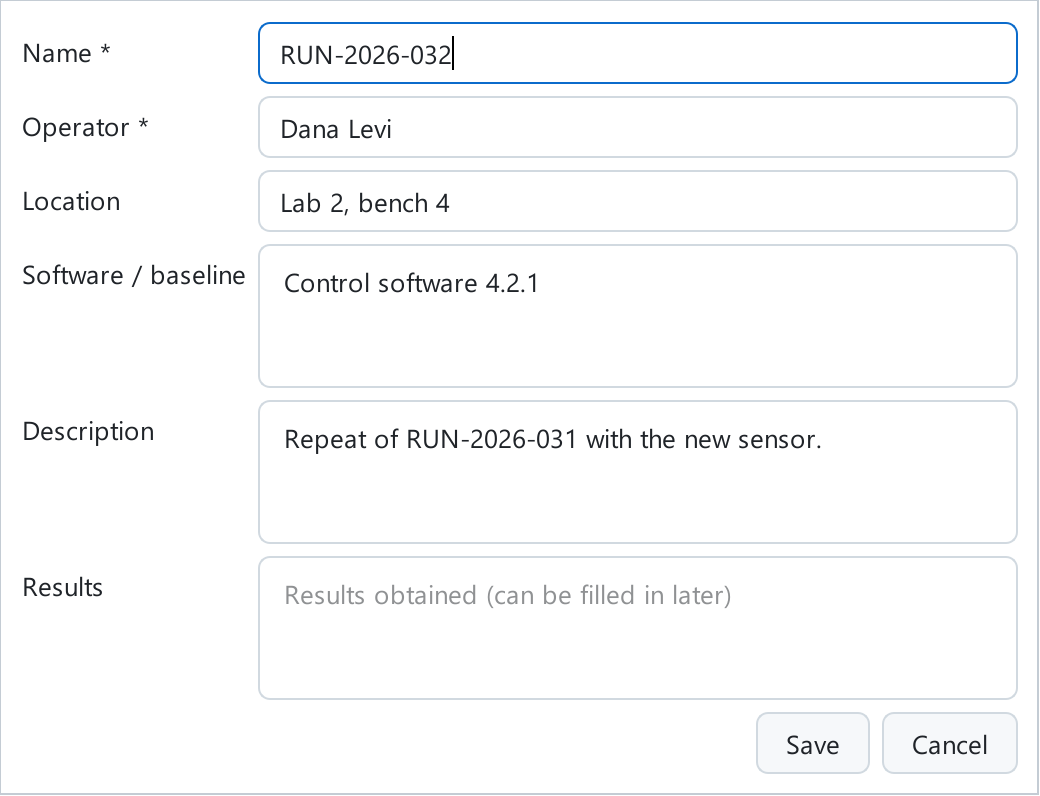 Name *
RUN-2026-032
Operator *
Dana Levi
Location
Lab 2, bench 4
Software / baseline
Control software 4.2.1
Description
Repeat of RUN-2026-031 with the new sensor.
Results
Results obtained (can be filled in later)
Save
Cancel